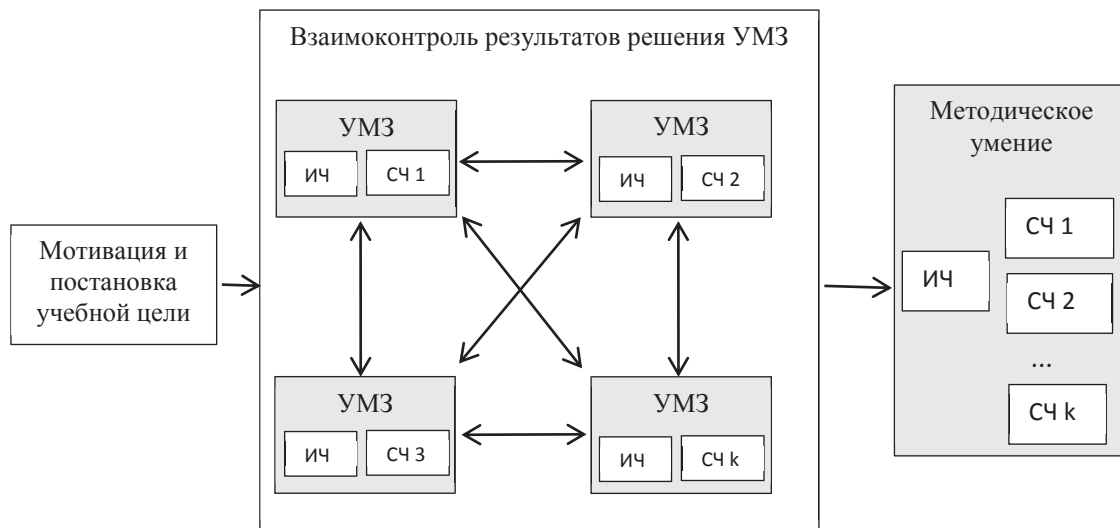 Взаимоконтроль результатов решения УМЗ
УМЗ
ИЧ
СЧ 1
УМЗ
ИЧ
СЧ 2
УМЗ
ИЧ
СЧ 3
УМЗ
ИЧ
СЧ k
Мотивация и
постановка
учебной цели
Методическое
умение
ИЧ
СЧ 1
СЧ 2
...
СЧ k